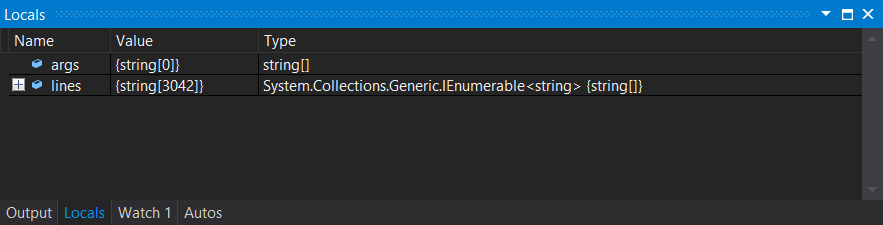 Locals
Name Value Type
args {string[0]} string[]
lines {string[3042]} System.Collections.Generic.IEnumerable<string> {string[]}
Output Locals Watch 1 Autos